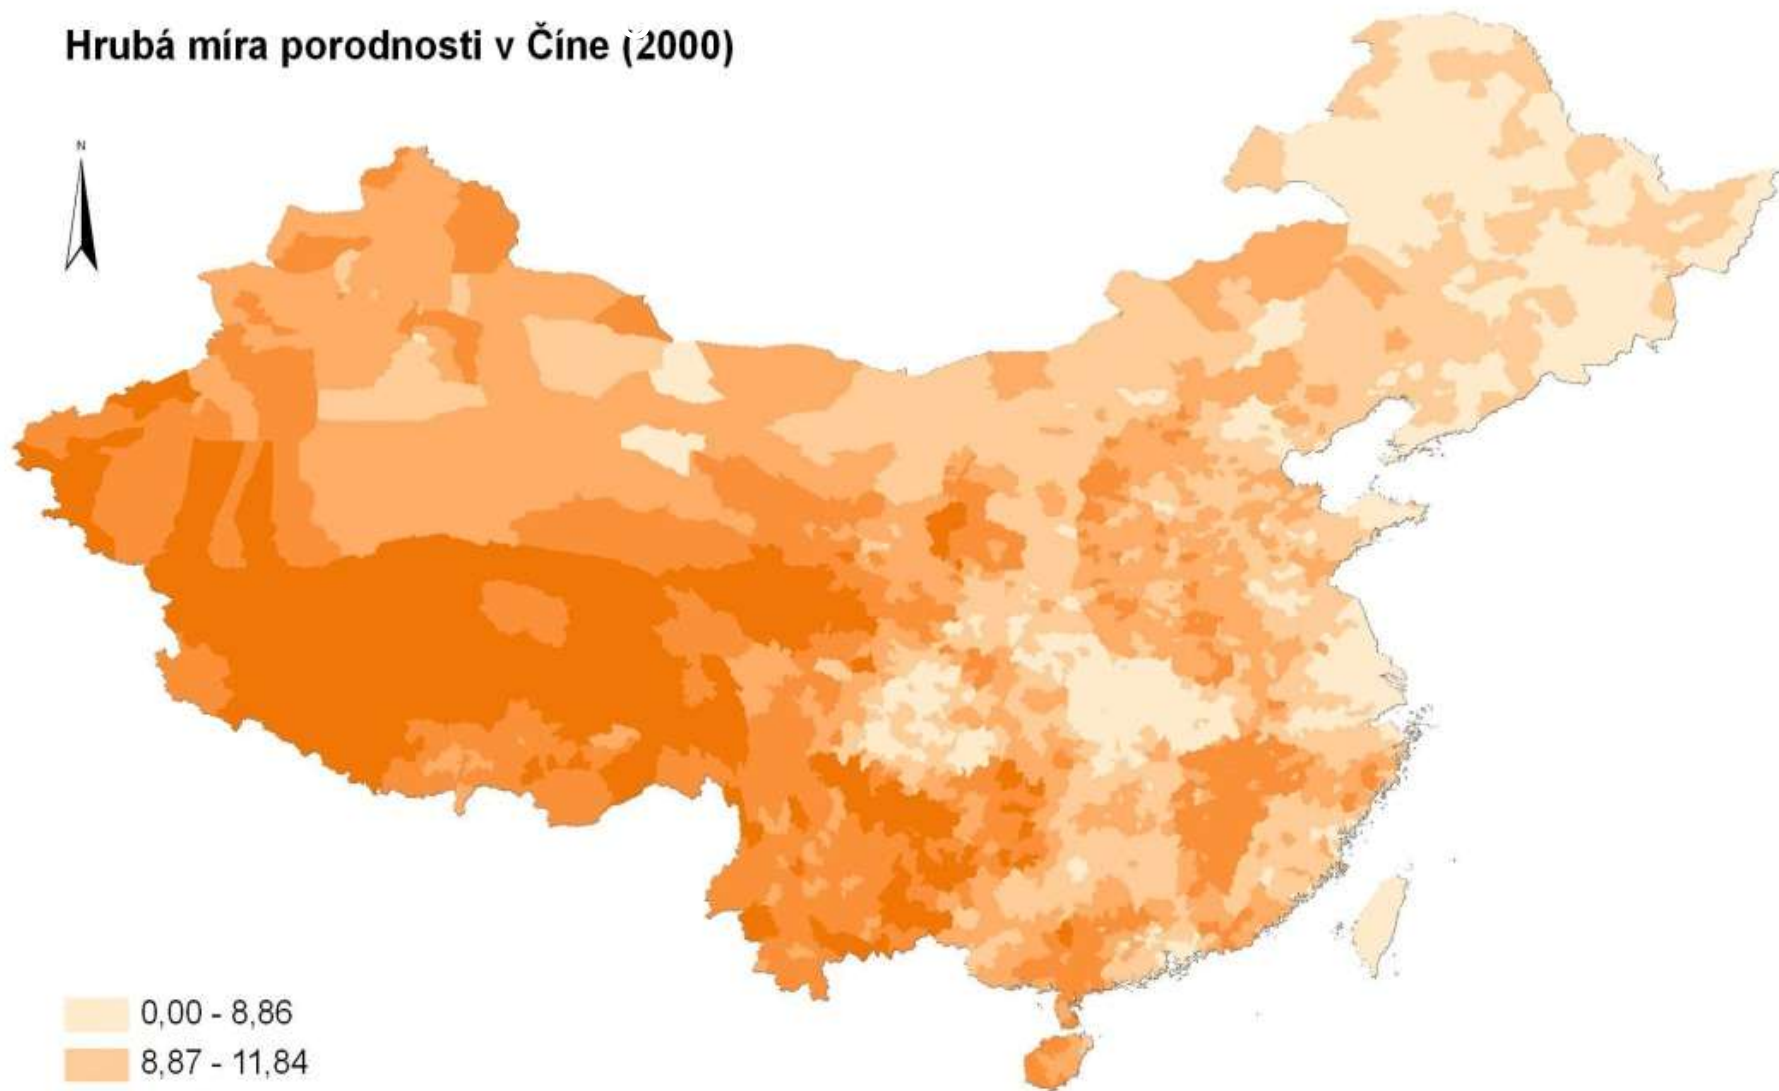 Hrubá míra porodnosti v Číne (2000)
N
0,00 - 8,86
8,87 - 11,84